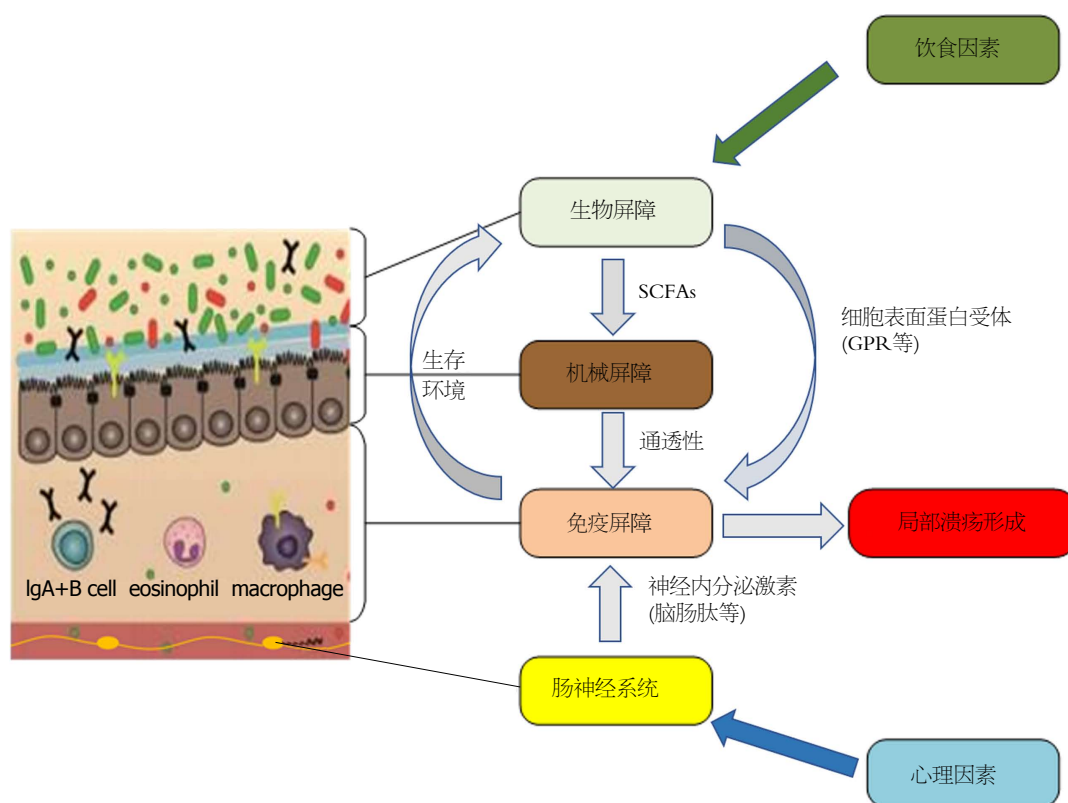 饮食因素
生物屏障
SCFAs
细胞表面蛋白受体
(GPR等)
生存
环境
机械屏障
通透性
免疫屏障
局部溃疡形成
IgA+B cell
eosinophil
macrophage
神经内分泌激素
(脑肠肽等)
肠神经系统
心理因素